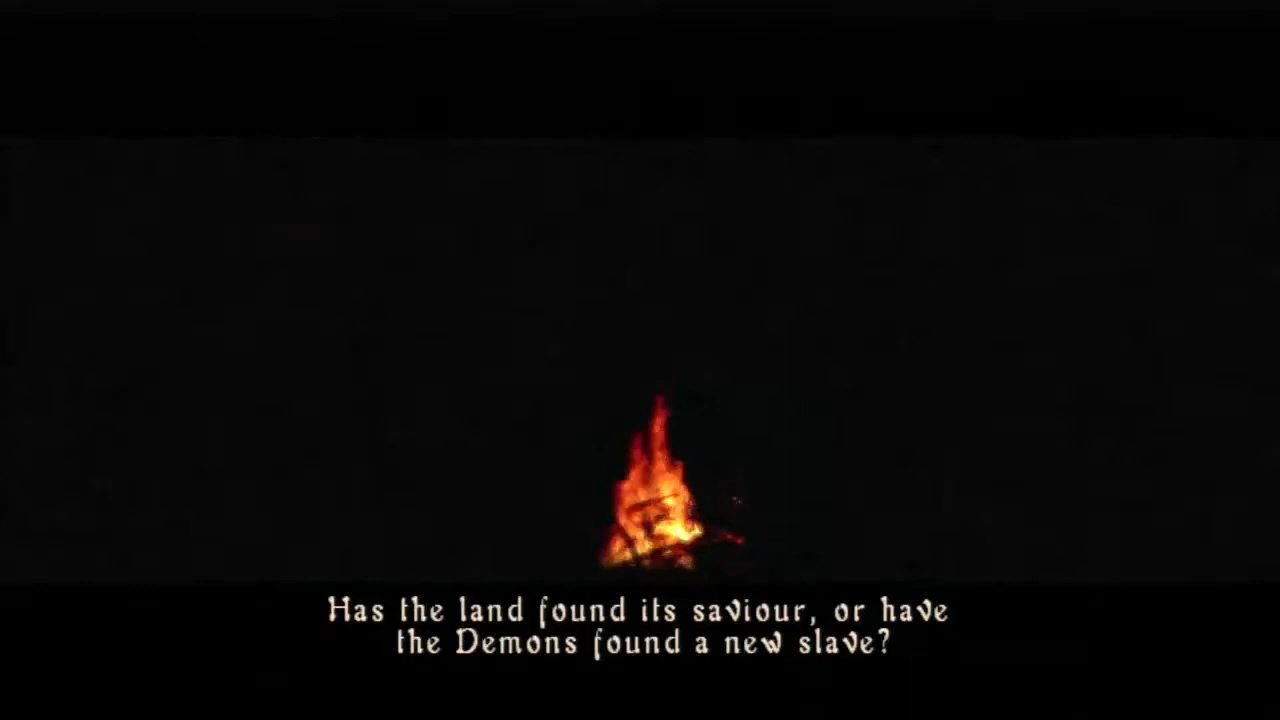 Has the land found its saviour, or have
the Demons found a new slave?